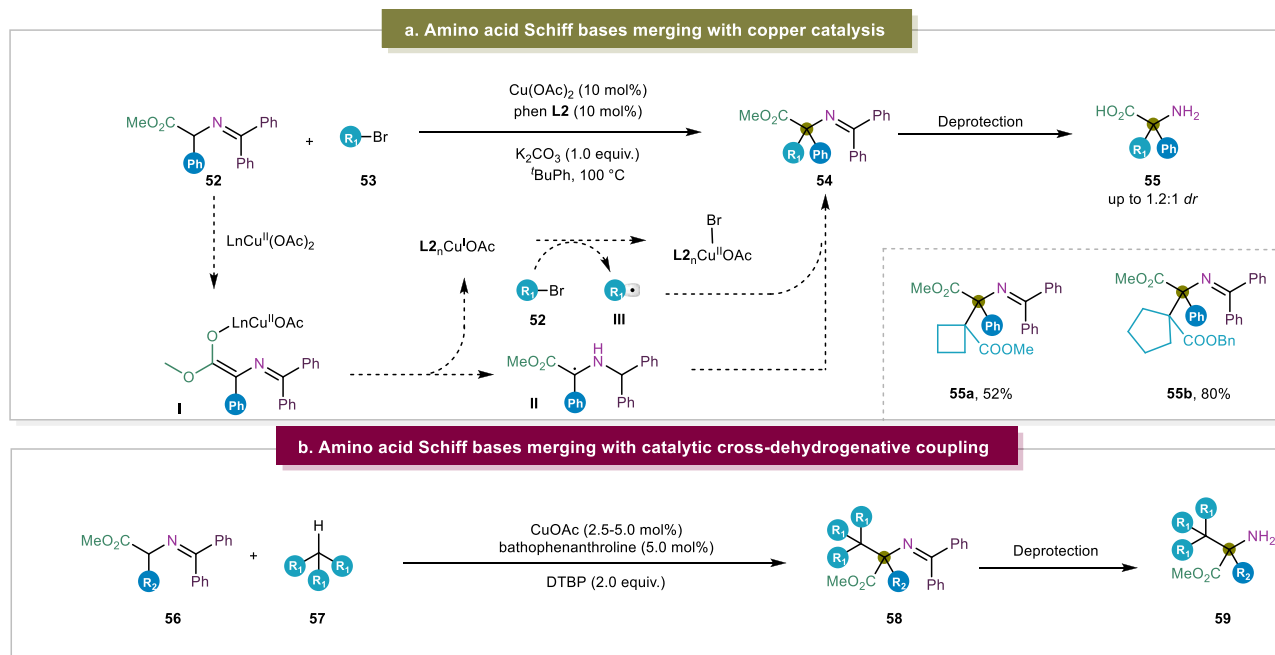 a. Amino acid Schiff bases merging with copper catalysis
MeO₂C
N
Ph
Ph
Ph
52
+
R₁
Br
53
Cu(OAc)₂ (10 mol%)
phen L2 (10 mol%)
K₂CO₃ (1.0 equiv.)
ᵗBuPh, 100 °C
MeO₂C
N
Ph
R₁
Ph
Ph
54
Deprotection
HO₂C
NH₂
R₁
Ph
55
up to 1.2:1 dr
LnCuᴵᴵ(OAc)₂
L2ₙCuᴵOAc
Br
L2ₙCuᴵᴵOAc
R₁
Br
52
R₁
III
LnCuᴵᴵOAc
O
O
N
Ph
Ph
Ph
I
MeO₂C
H
N
Ph
Ph
Ph
II
MeO₂C
N
Ph
Ph
Ph
COOMe
55a, 52%
MeO₂C
N
Ph
Ph
Ph
COOBn
55b, 80%
b. Amino acid Schiff bases merging with catalytic cross-dehydrogenative coupling
MeO₂C
N
Ph
R₂
Ph
56
+
H
R₁
R₁
R₁
57
CuOAc (2.5-5.0 mol%)
bathophenanthroline (5.0 mol%)
DTBP (2.0 equiv.)
R₁
R₁
R₁
N
Ph
MeO₂C
R₂
Ph
58
Deprotection
R₁
R₁
R₁
NH₂
MeO₂C
R₂
59